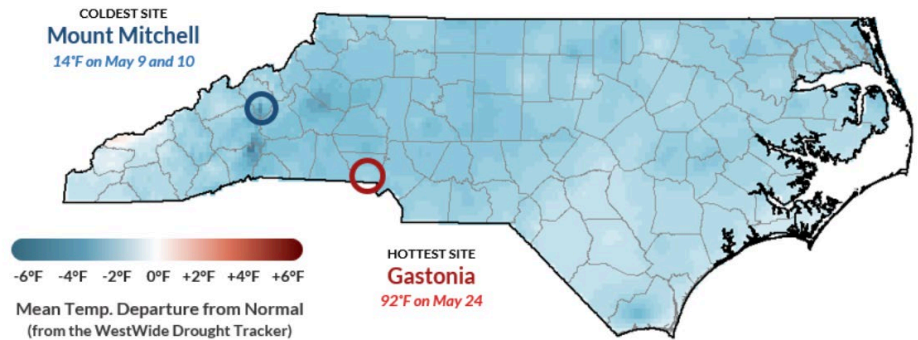 COLDEST SITE
Mount Mitchell
14°F on May 9 and 10
HOTTEST SITE
Gastonia
92°F on May 24
-6°F -4°F -2°F 0°F +2°F +4°F +6°F
Mean Temp. Departure from Normal
(from the WestWide Drought Tracker)